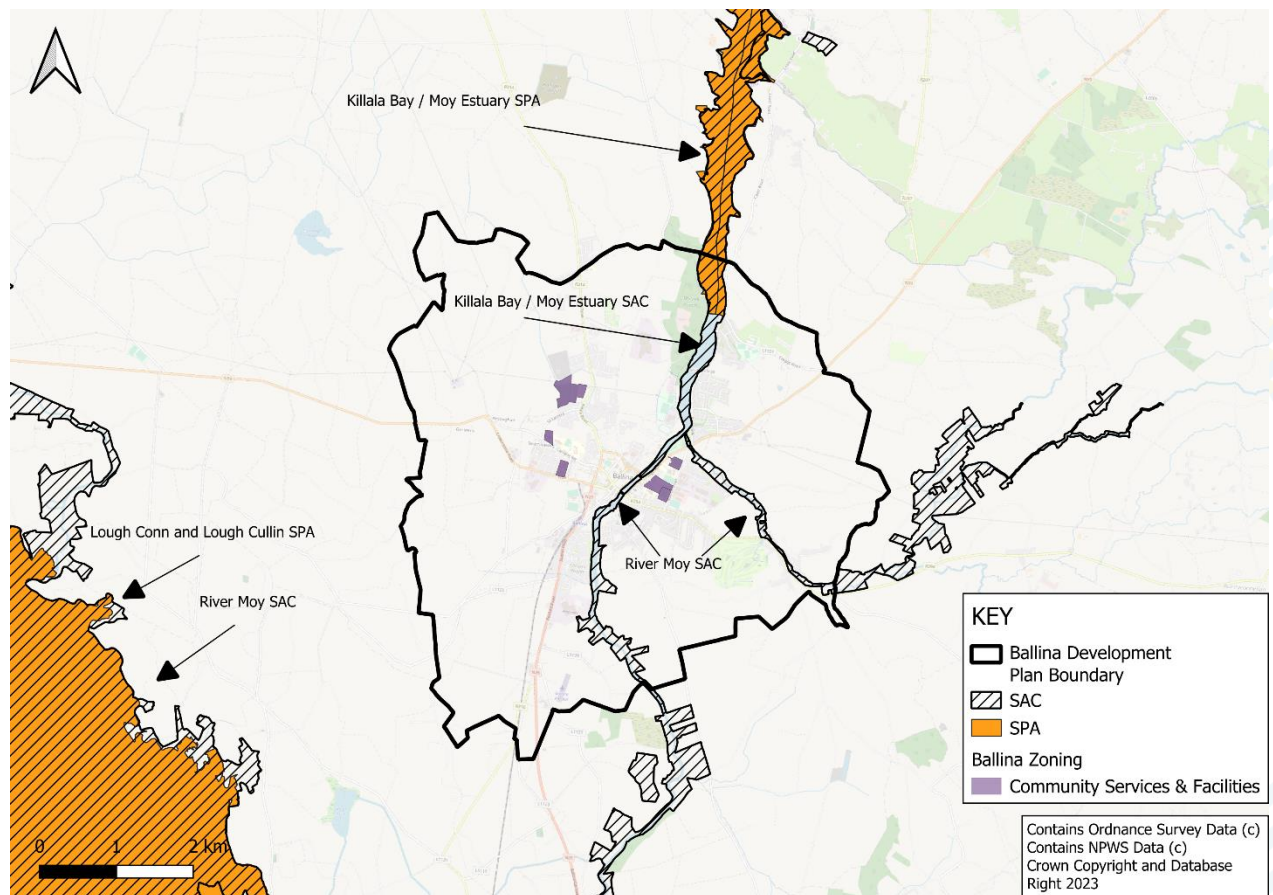 Killala Bay / Moy Estuary SPA
Killala Bay / Moy Estuary SAC
Ballina
Lough Conn and Lough Cullin SPA
River Moy SAC
River Moy SAC
KEY
Ballina Development
Plan Boundary
SAC
SPA
Ballina Zoning
Community Services & Facilities
0 1 2 km
Contains Ordnance Survey Data (c)
Contains NPWS Data (c)
Crown Copyright and Database
Right 2023